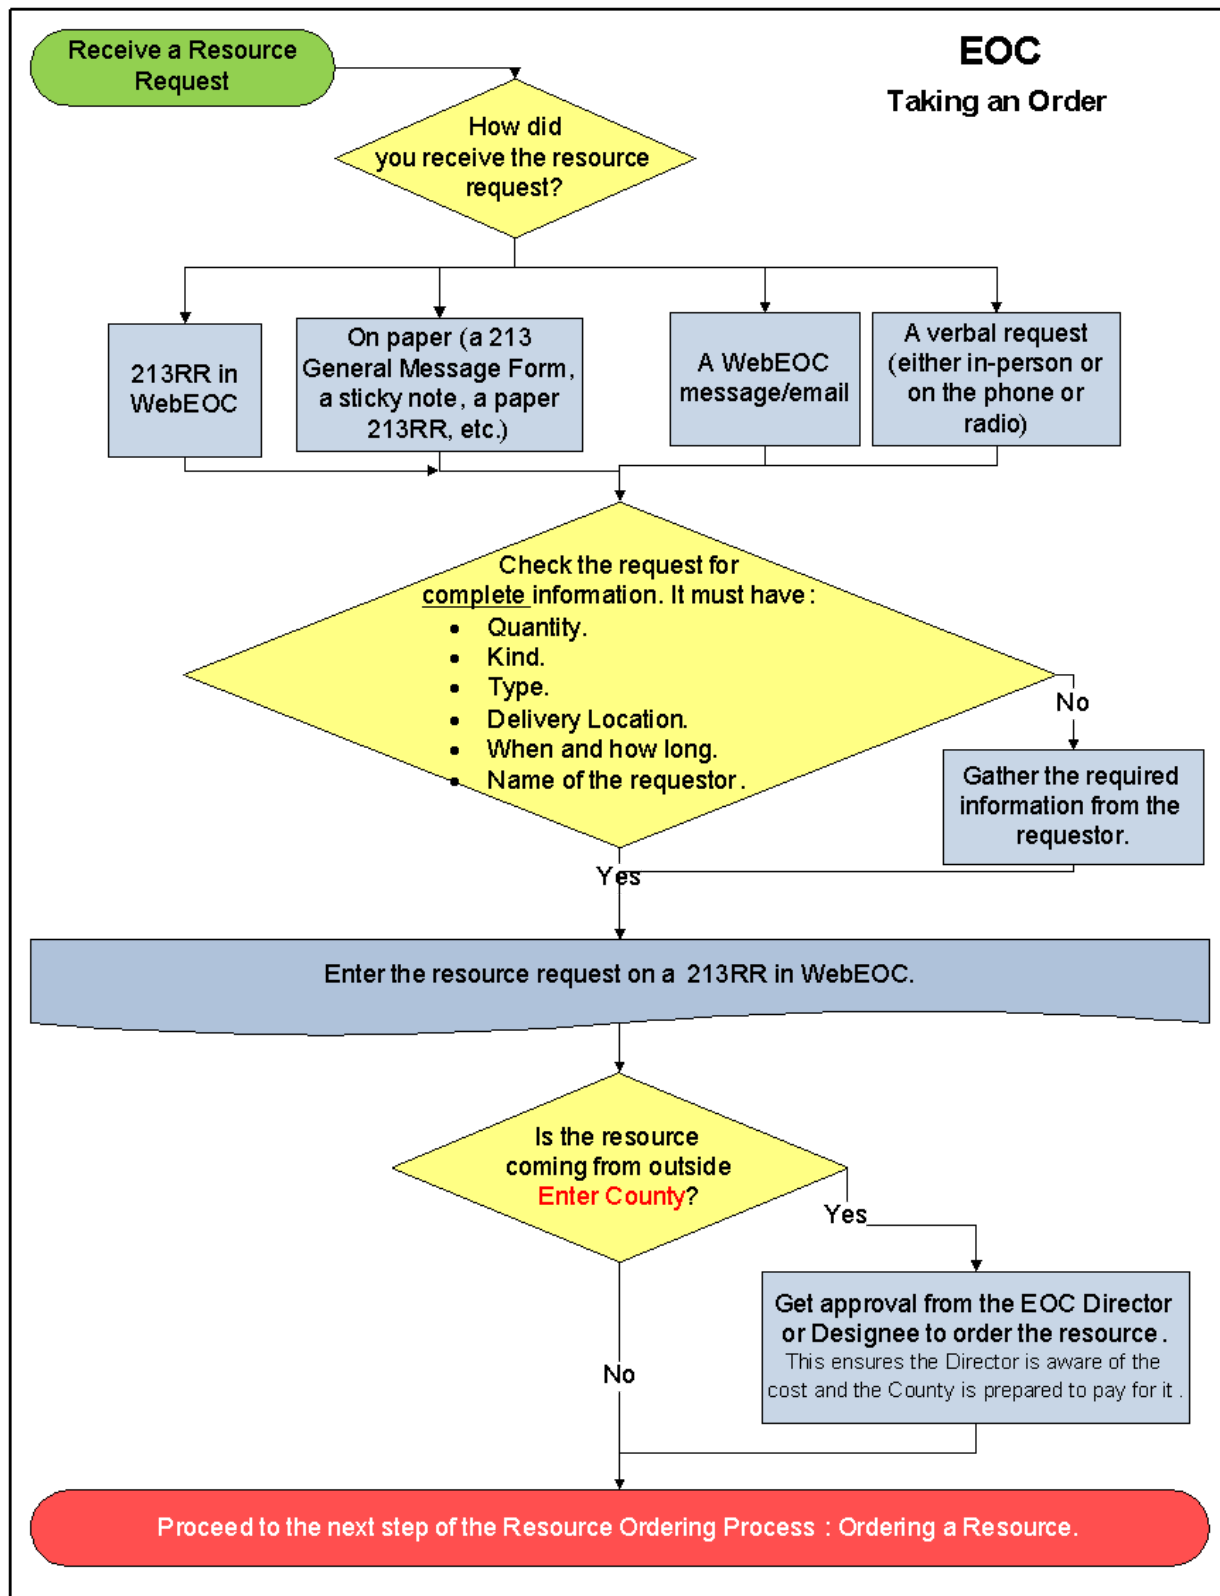 Receive a Resource
Request
EOC
Taking an Order
How did
you receive the resource
request?
213RR in
WebEOC
On paper (a 213
General Message Form,
a sticky note, a paper
213RR, etc.)
A WebEOC
message/email
A verbal request
(either in-person or
on the phone or
radio)
Check the request for
complete information. It must have:
• Quantity.
• Kind.
• Type.
• Delivery Location.
• When and how long.
• Name of the requestor.
No
Gather the required
information from the
requestor.
Yes
Enter the resource request on a 213RR in WebEOC.
Is the resource
coming from outside
Enter County?
Yes
Get approval from the EOC Director
or Designee to order the resource.
This ensures the Director is aware of the
cost and the County is prepared to pay for it.
No
Proceed to the next step of the Resource Ordering Process : Ordering a Resource.